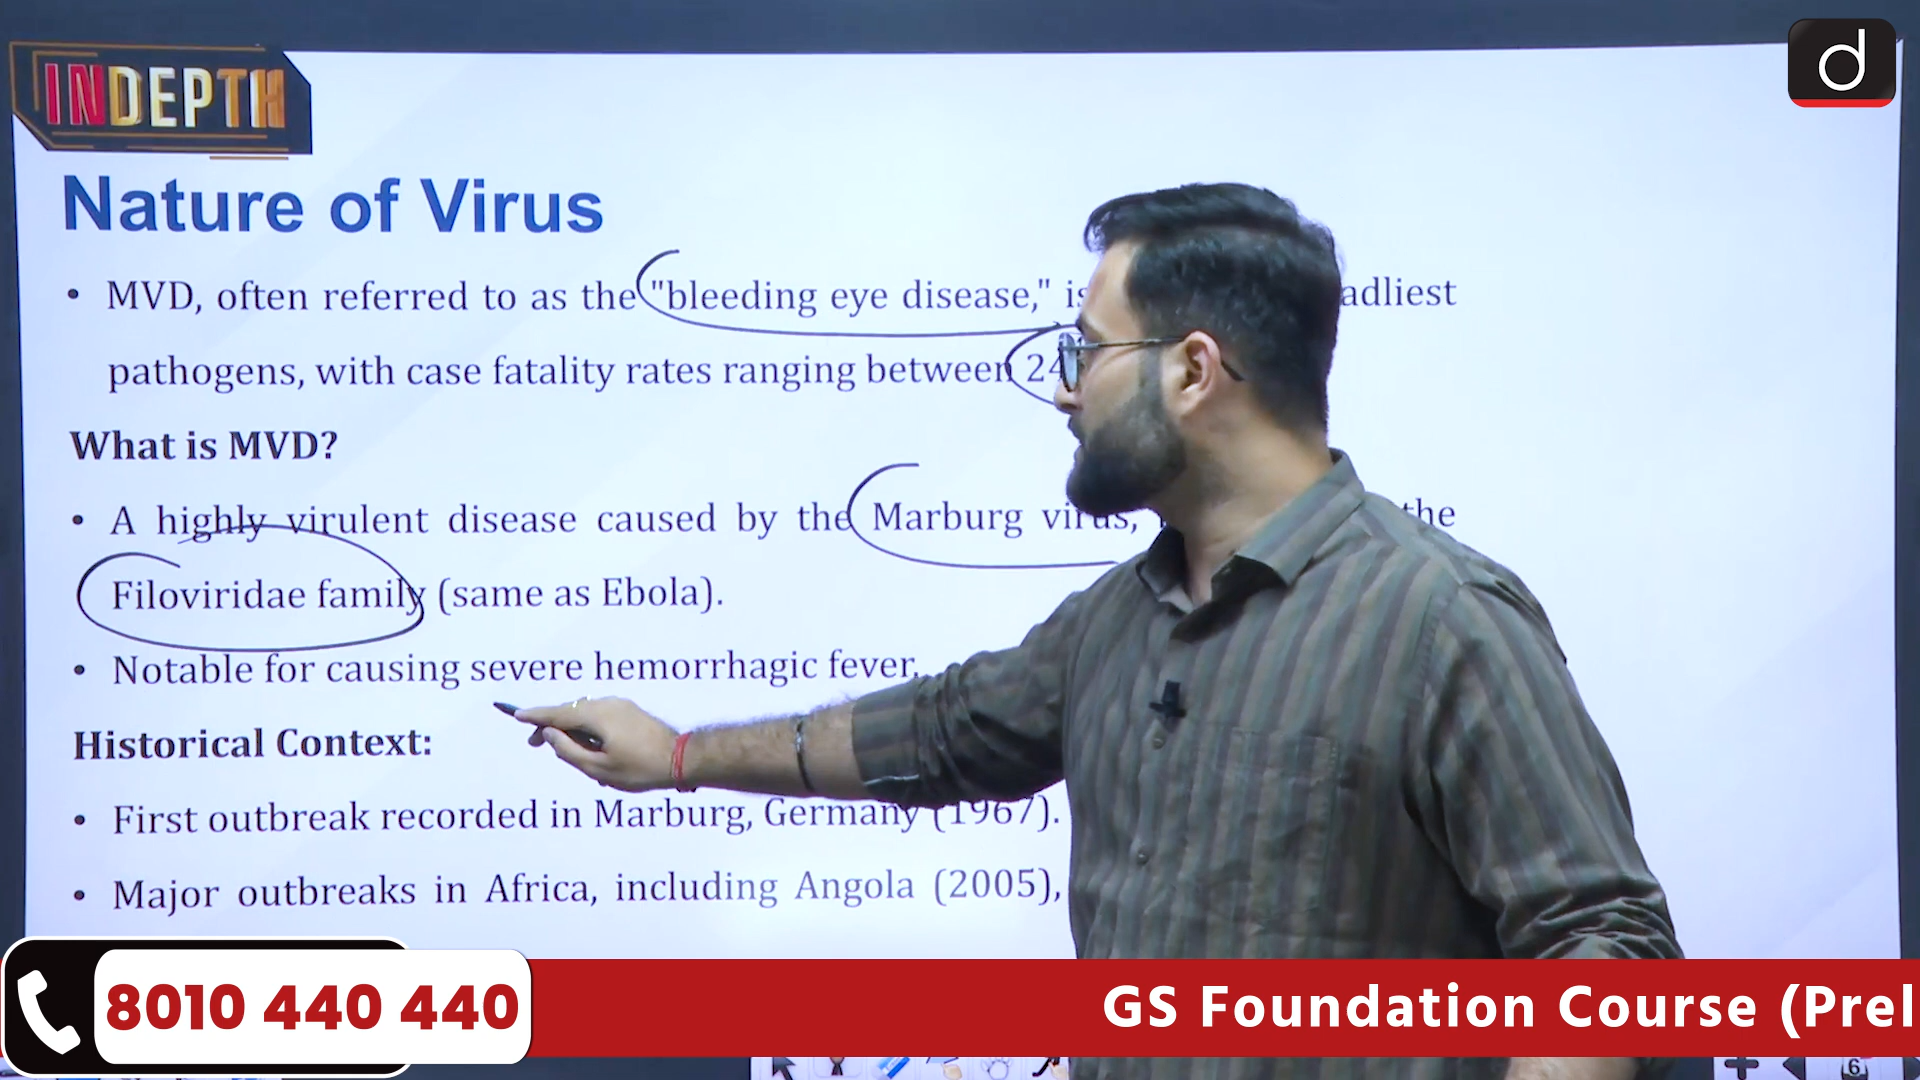 INDEPTH
d
Nature of Virus
• MVD, often referred to as the "bleeding eye disease,"
pathogens, with case fatality rates ranging between
What is MVD?
• A highly virulent disease caused by the Marburg virus, the
Filoviridae family (same as Ebola).
• Notable for causing severe hemorrhagic fever.
Historical Context:
• First outbreak recorded in Marburg, Germany (1967).
• Major outbreaks in Africa, including Angola (2005),
8010 440 440
GS Foundation Course (Prel
6